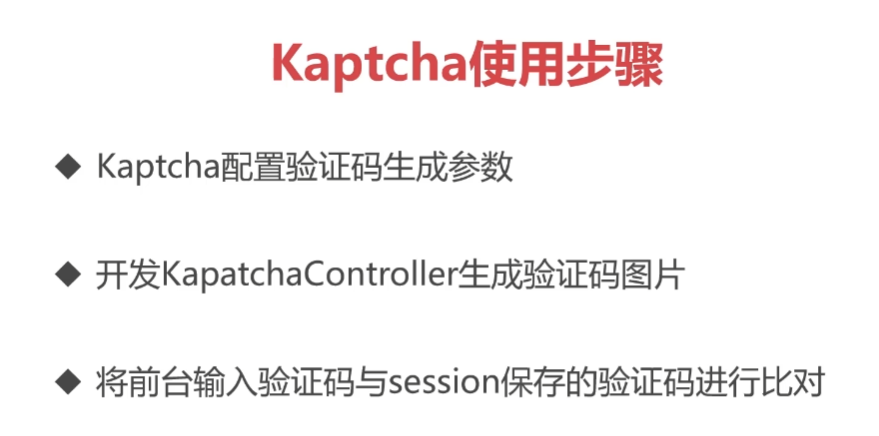 Kaptcha使用步骤
◆ Kaptcha配置验证码生成参数
◆ 开发KapatchaController生成验证码图片
◆ 将前台输入验证码与session保存的验证码进行比对